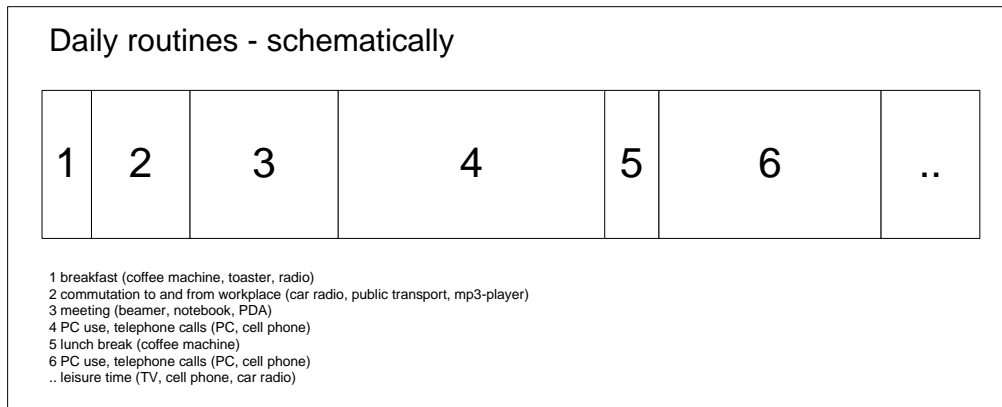 Daily routines - schematically
1 2 3 4 5 6 ..
1 breakfast (coffee machine, toaster, radio)
2 commutation to and from workplace (car radio, public transport, mp3-player)
3 meeting (beamer, notebook, PDA)
4 PC use, telephone calls (PC, cell phone)
5 lunch break (coffee machine)
6 PC use, telephone calls (PC, cell phone)
.. leisure time (TV, cell phone, car radio)